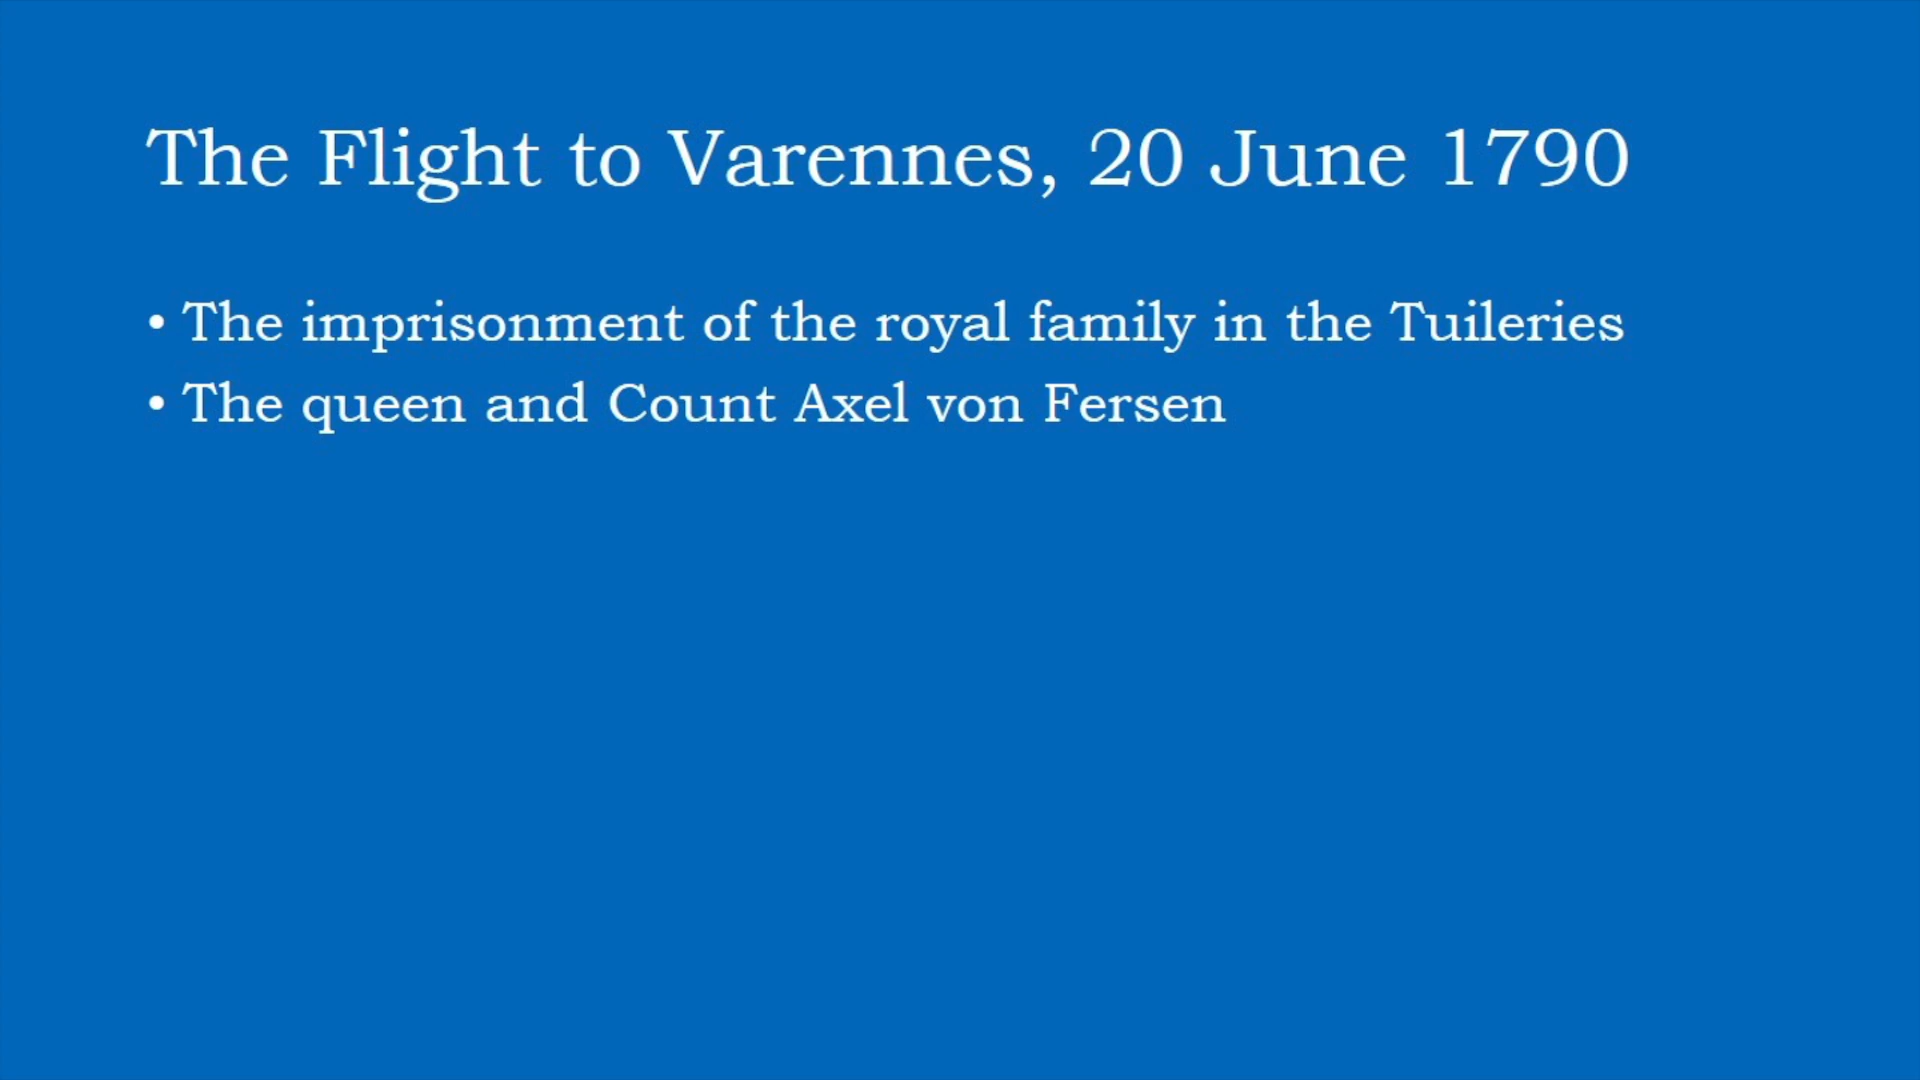 The Flight to Varennes, 20 June 1790
• The imprisonment of the royal family in the Tuileries
• The queen and Count Axel von Fersen